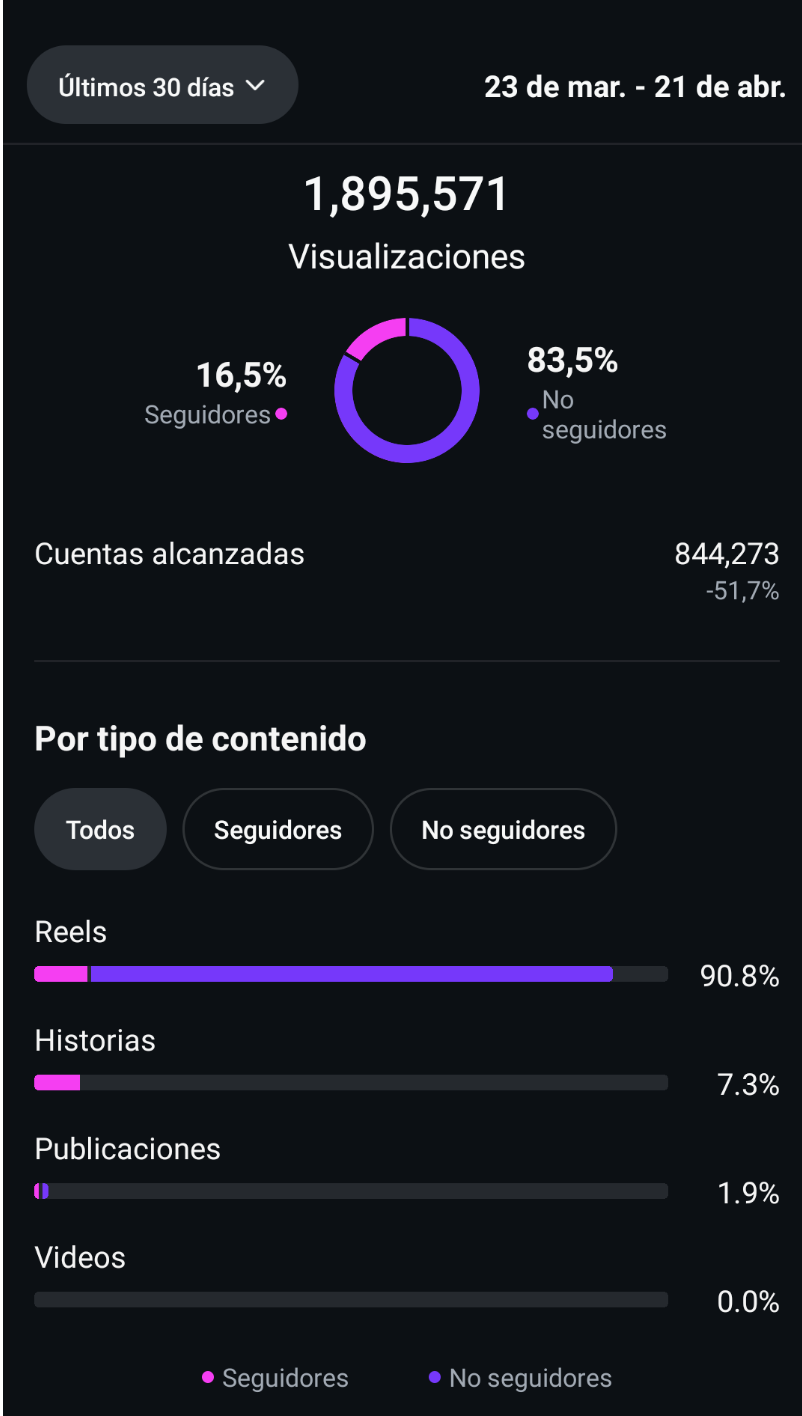 Últimos 30 días
23 de mar. - 21 de abr.
1,895,571
Visualizaciones
16,5%
Seguidores
83,5%
No
seguidores
Cuentas alcanzadas
844,273
-51,7%
Por tipo de contenido
Todos
Seguidores
No seguidores
Reels
90.8%
Historias
7.3%
Publicaciones
1.9%
Videos
0.0%
Seguidores
No seguidores